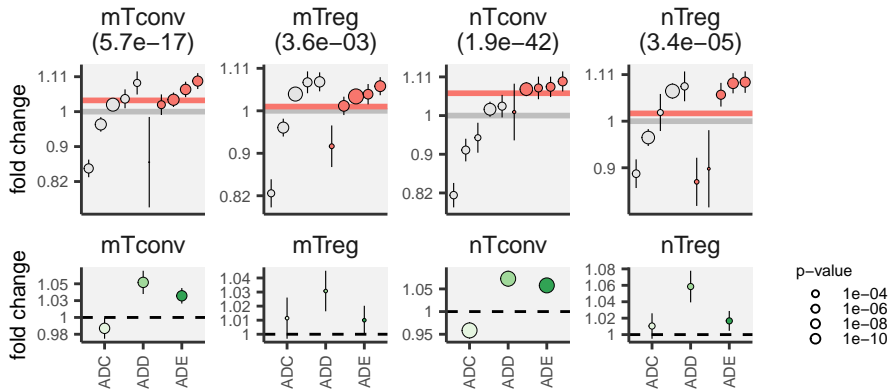 mTconv mTreg nTconv nTreg
(5.7e−17) (3.6e−03) (1.9e−42) (3.4e−05)
fold change
1.11 1.11 1.11 1.11
1 1 1 1
0.9 0.9 0.9 0.9
0.82 0.82 0.82
mTconv mTreg nTconv nTreg
fold change
1.05 1.04 1.05 1.08
1.03 1.03 1 1.06
1 1.02 0.95 1.04
0.98 1.01 1.02
1 1
ADC ADD ADE ADC ADD ADE ADC ADD ADE ADC ADD ADE
p−value
1e−04
1e−06
1e−08
1e−10